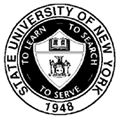 STATE UNIVERSITY OF NEW YORK
TO LEARN
TO SEARCH
TO SERVE
1948